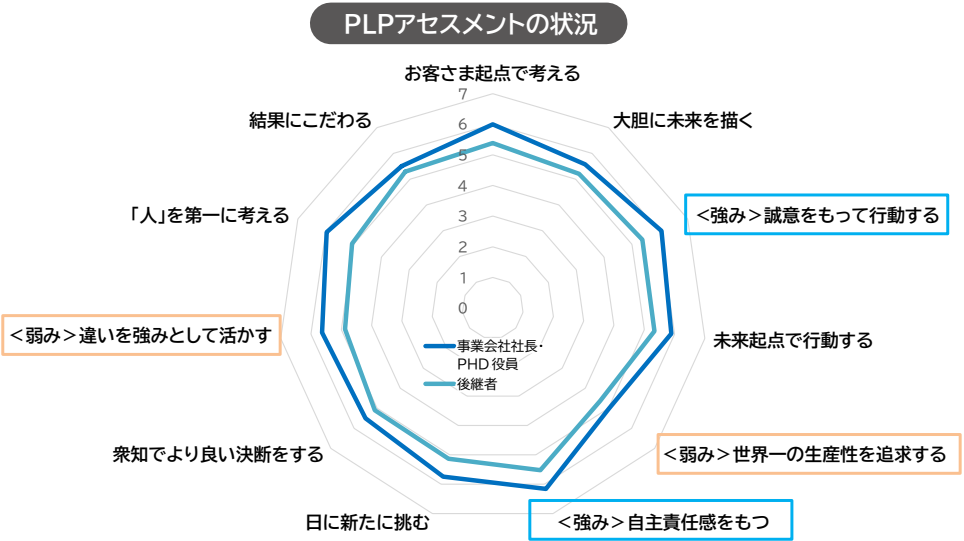 PLPアセスメントの状況
お客さま起点で考える
7
結果にこだわる
大胆に未来を描く
6
5
4
「人」を第一に考える
<強み>誠意をもって行動する
3
2
1
0
<弱み>違いを強みとして活かす
未来起点で行動する
事業会社社長・
PHD 役員
後継者
衆知でより良い決断をする
<弱み>世界一の生産性を追求する
日に新たに挑む
<強み>自主責任感をもつ